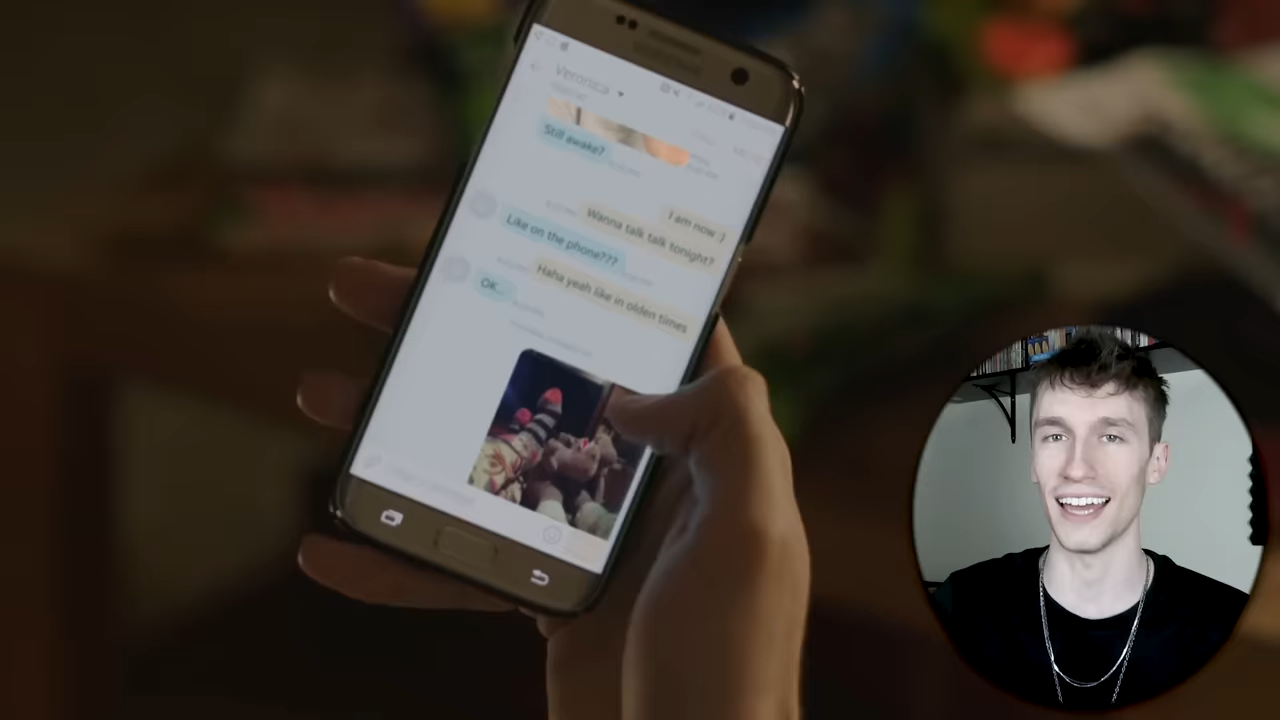 Veronica
Still awake?
I am now :)
Wanna talk talk tonight?
Like on the phone???
Haha yeah like in olden times
OK...